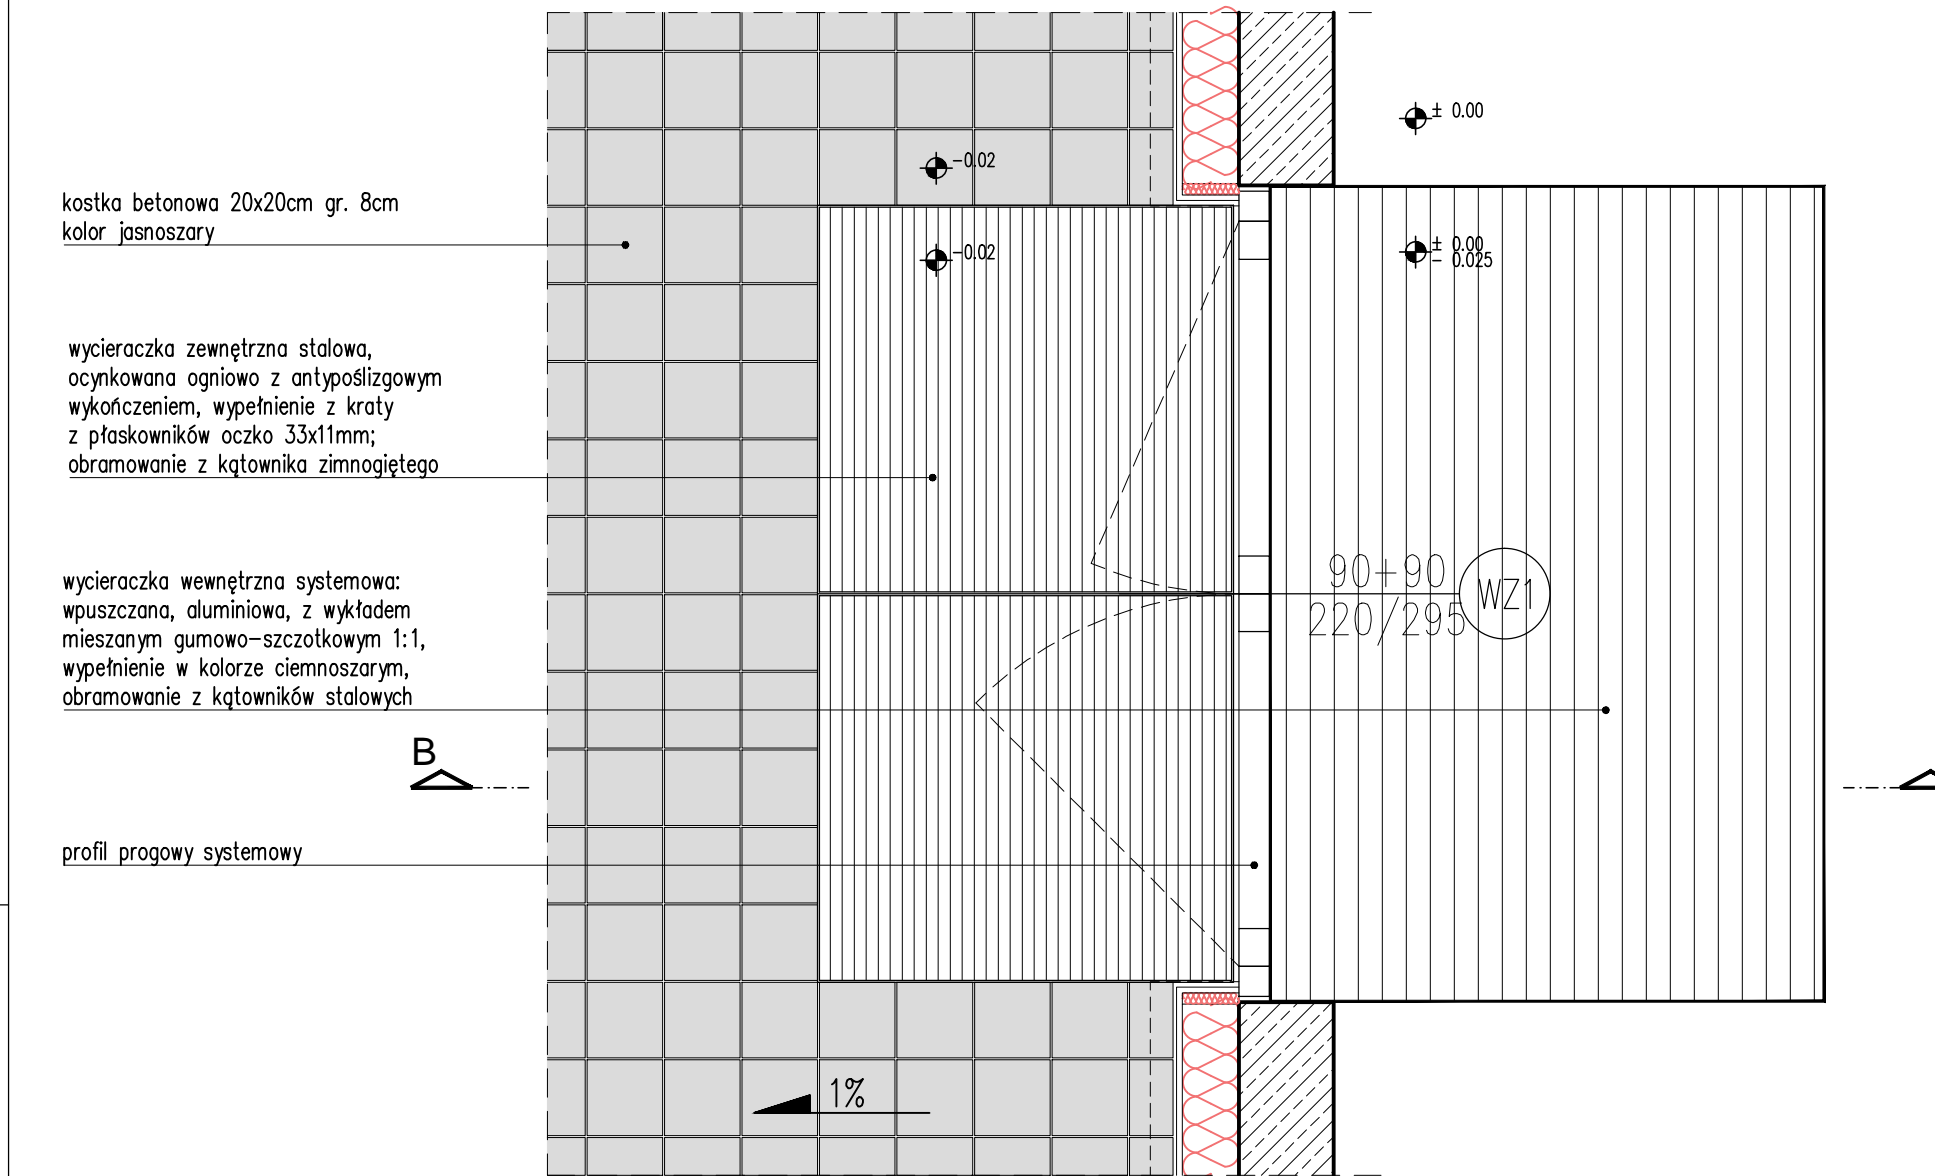 ± 0.00
-0.02
kostka betonowa 20x20cm gr. 8cm
kolor jasnoszary
-0.02
± 0.00
- 0.025
wycieraczka zewnętrzna stalowa,
ocynkowana ogniowo z antypoślizgowym
wykończeniem, wypełnienie z kraty
z płaskowników oczko 33x11mm;
obramowanie z kątownika zimnogiętego
90+90
220/295
WZ1
wycieraczka wewnętrzna systemowa:
wpuszczana, aluminiowa, z wykładem
mieszanym gumowo-szczotkowym 1:1,
wypełnienie w kolorze ciemnoszarym,
obramowanie z kątowników stalowych
B
profil progowy systemowy
1%